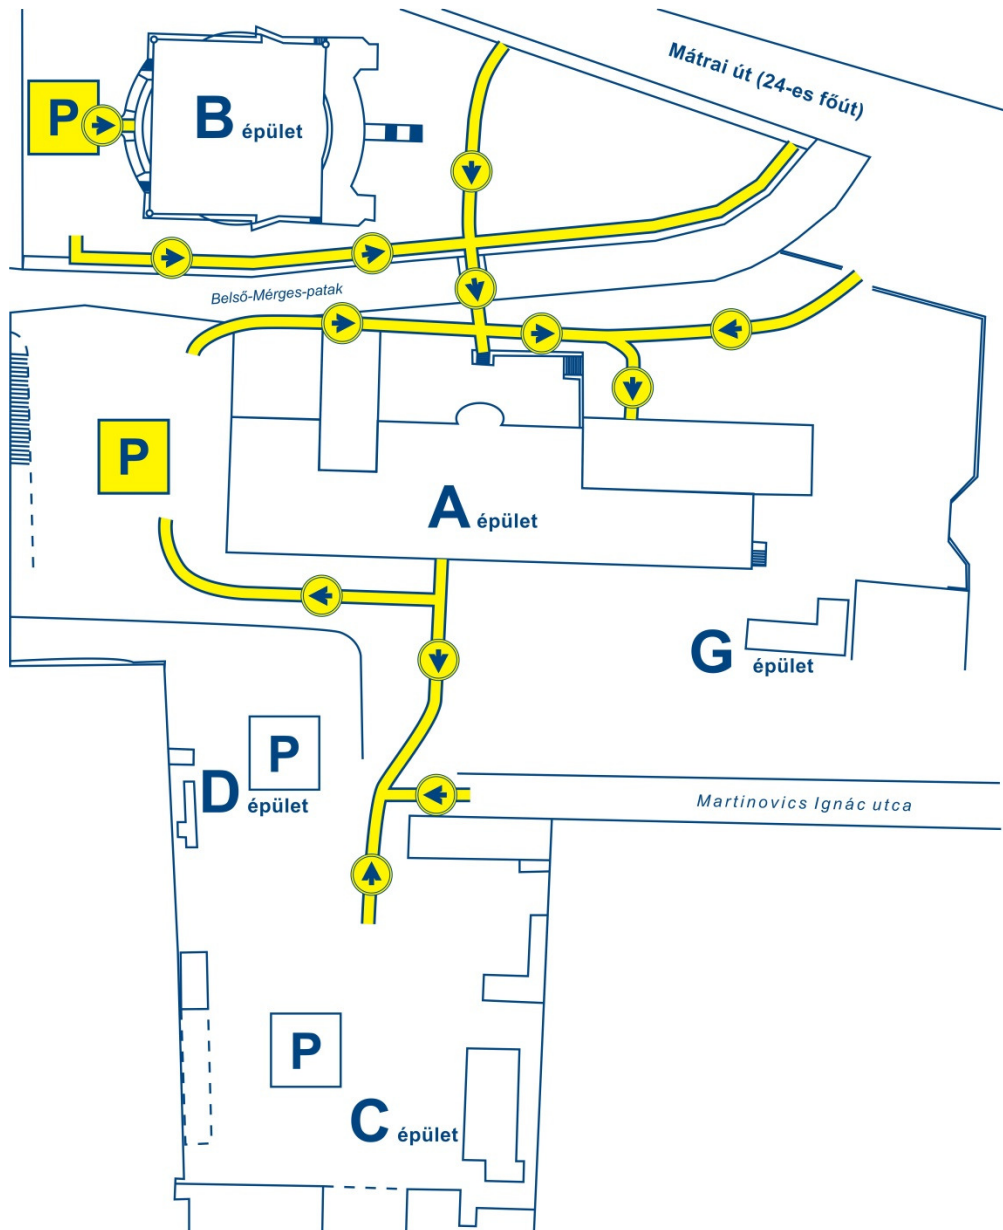 Mátrai út (24-es főút)
P
B épület
Belső-Mérges-patak
P
A épület
G épület
P
D épület
Martinovics Ignác utca
P
C épület